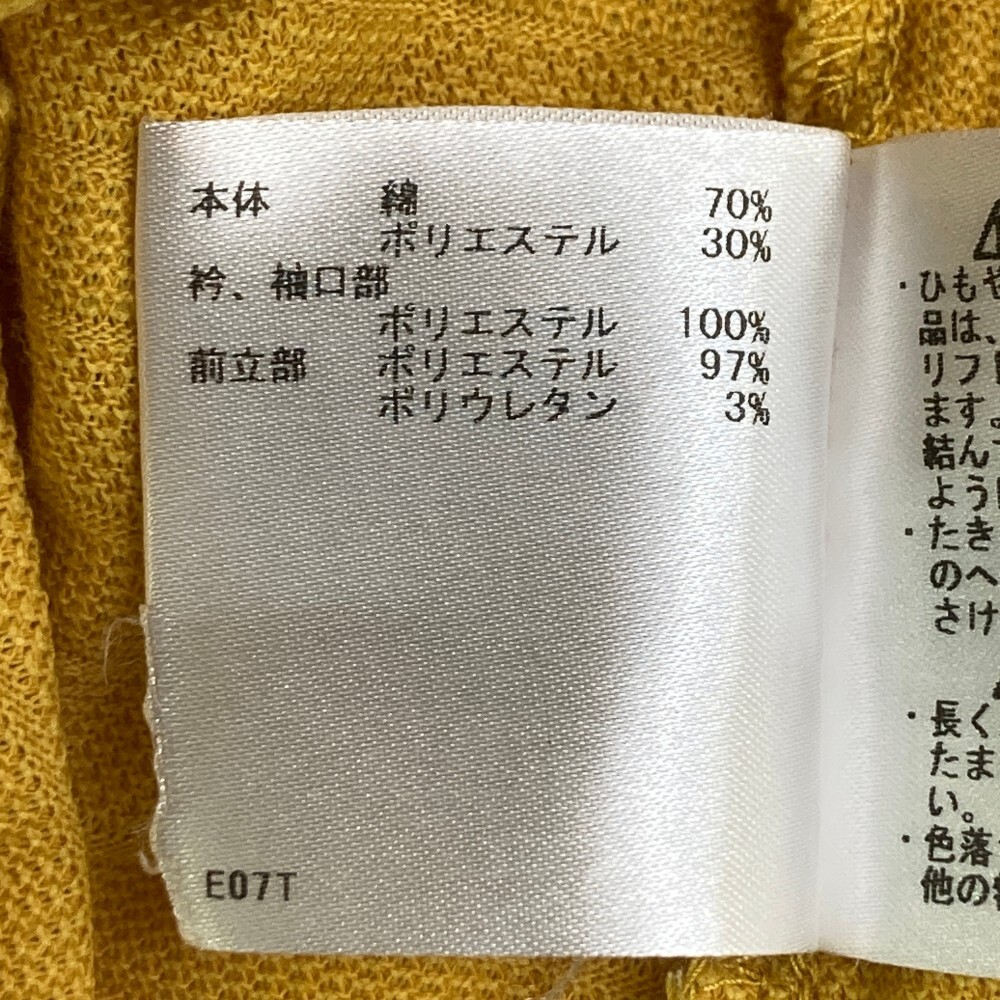 本体 綿 70%
ポリエステル 30%
衿、袖口部
ポリエステル 100%
前立部 ポリエステル 97%
ポリウレタン 3%
E07T
・ひもや
品は、
リフ
ます。
結ん
よう
・たき
のへ
さけ
・長く
たま
い。
・色落
他の